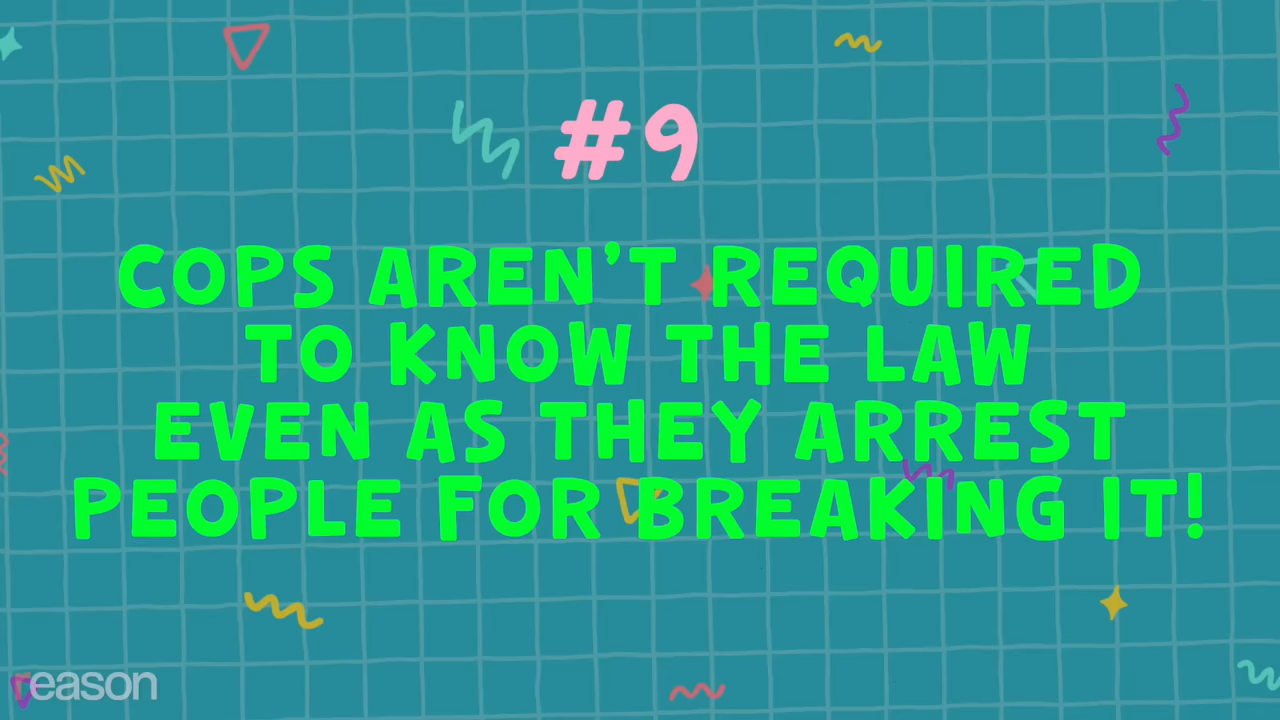 #9
COPS AREN'T REQUIRED
TO KNOW THE LAW
EVEN AS THEY ARREST
PEOPLE FOR BREAKING IT!
reason